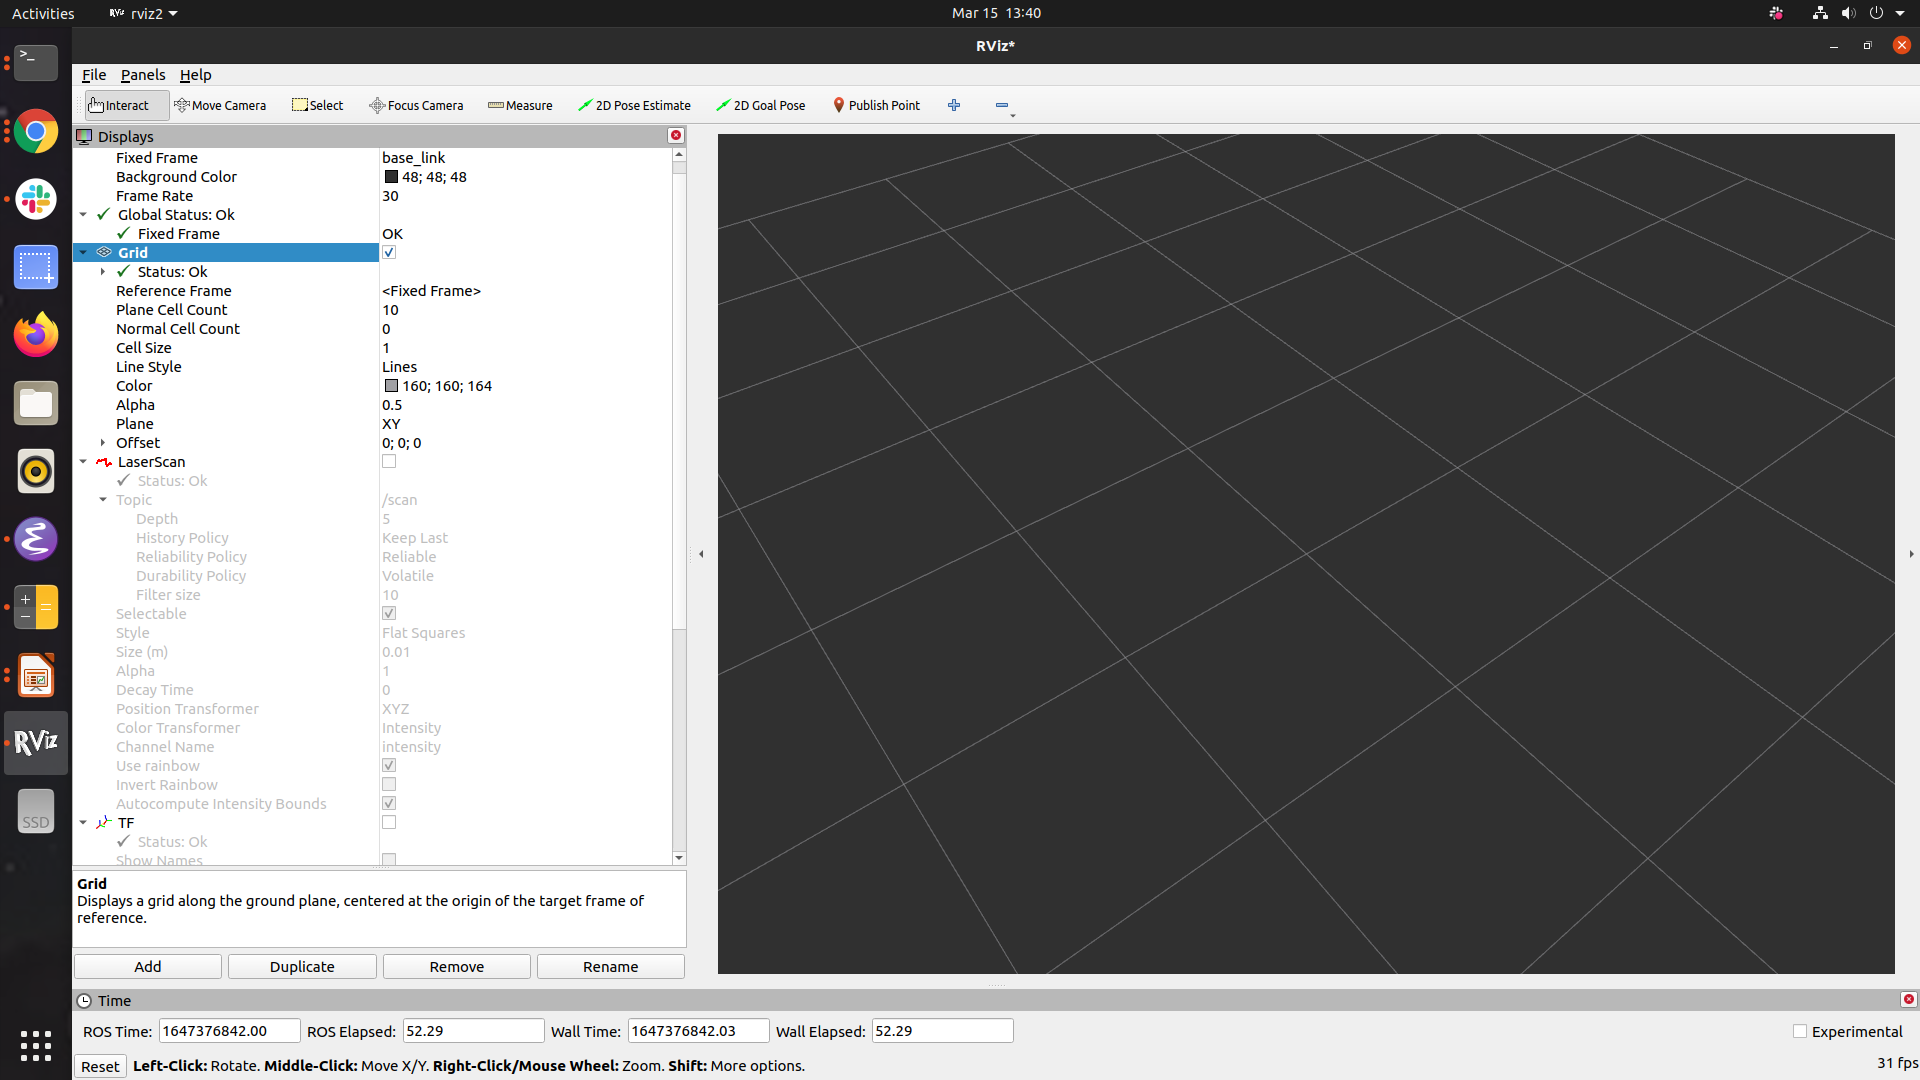 Activities rviz2 Mar 15 13:40
RViz*
File Panels Help
Interact Move Camera Select Focus Camera Measure 2D Pose Estimate 2D Goal Pose Publish Point
Displays
Fixed Frame base_link
Background Color 48; 48; 48
Frame Rate 30
Global Status: Ok
Fixed Frame OK
Grid
Status: Ok
Reference Frame <Fixed Frame>
Plane Cell Count 10
Normal Cell Count 0
Cell Size 1
Line Style Lines
Color 160; 160; 164
Alpha 0.5
Plane XY
Offset 0; 0; 0
LaserScan
Status: Ok
Topic /scan
Depth 5
History Policy Keep Last
Reliability Policy Reliable
Durability Policy Volatile
Filter size 10
Selectable
Style Flat Squares
Size (m) 0.01
Alpha 1
Decay Time 0
Position Transformer XYZ
Color Transformer Intensity
Channel Name intensity
Use rainbow
Invert Rainbow
Autocompute Intensity Bounds
TF
Status: Ok
Show Names
Grid
Displays a grid along the ground plane, centered at the origin of the target frame of
reference.
Add Duplicate Remove Rename
Time
ROS Time: 1647376842.00 ROS Elapsed: 52.29 Wall Time: 1647376842.03 Wall Elapsed: 52.29 Experimental
Reset Left-Click: Rotate. Middle-Click: Move X/Y. Right-Click/Mouse Wheel: Zoom. Shift: More options. 31 fps
RViz
SSD